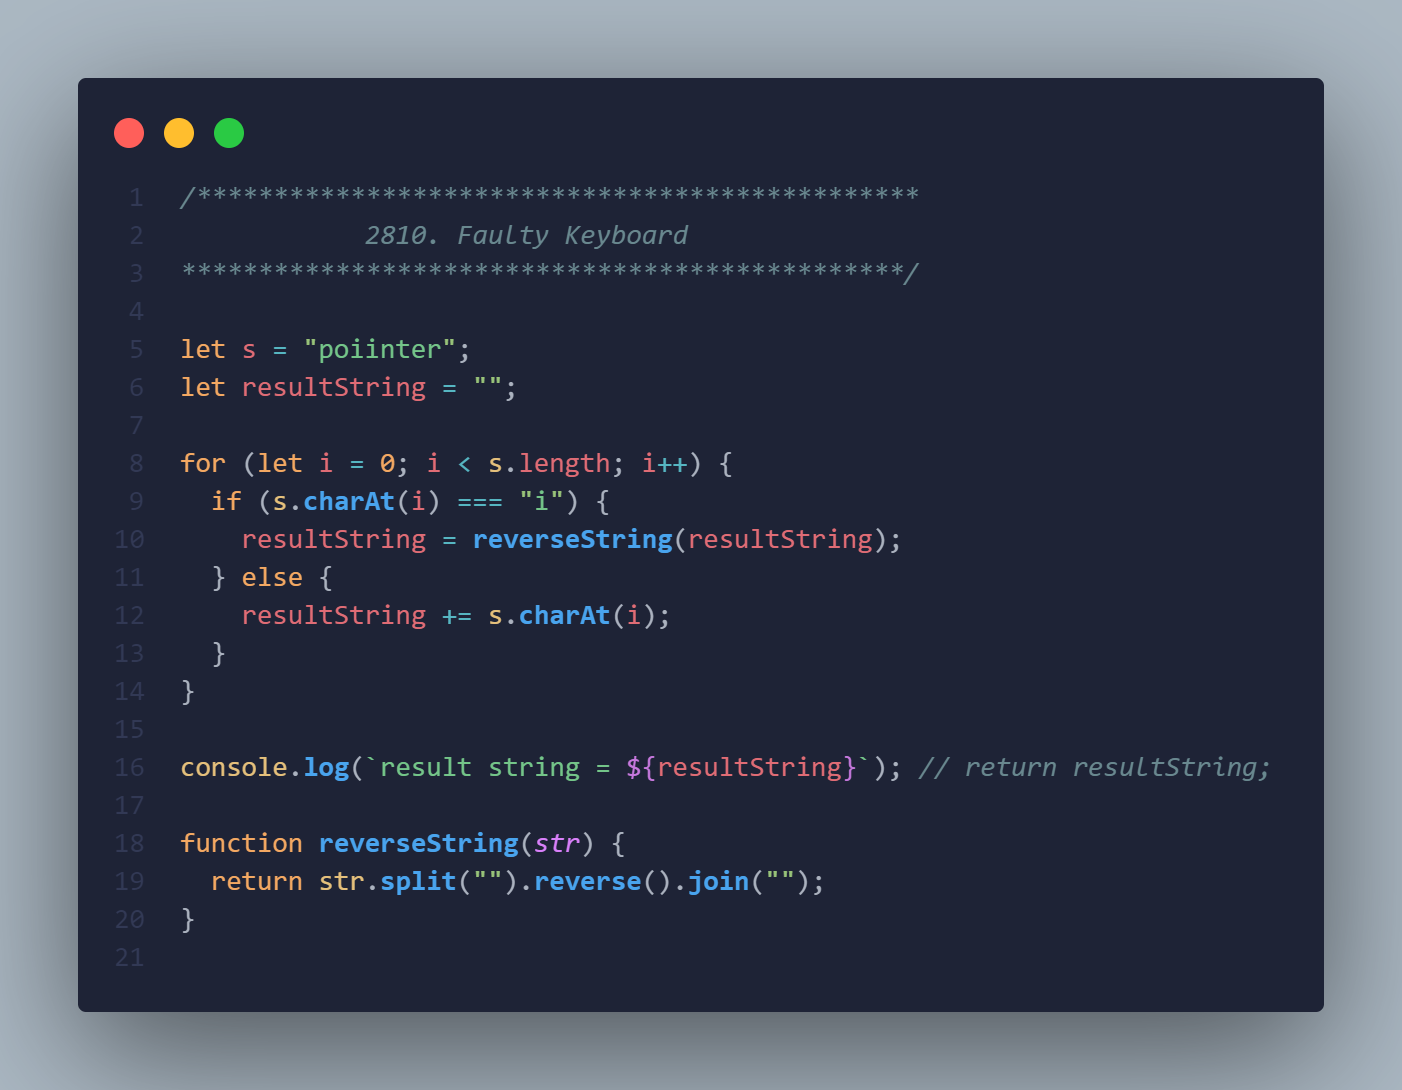 1 /***********************************************
2             2810. Faulty Keyboard
3 ***********************************************/
4
5 let s = "poiinter";
6 let resultString = "";
7
8 for (let i = 0; i < s.length; i++) {
9   if (s.charAt(i) === "i") {
10     resultString = reverseString(resultString);
11   } else {
12     resultString += s.charAt(i);
13   }
14 }
15
16 console.log(`result string = ${resultString}`); // return resultString;
17
18 function reverseString(str) {
19   return str.split("").reverse().join("");
20 }
21